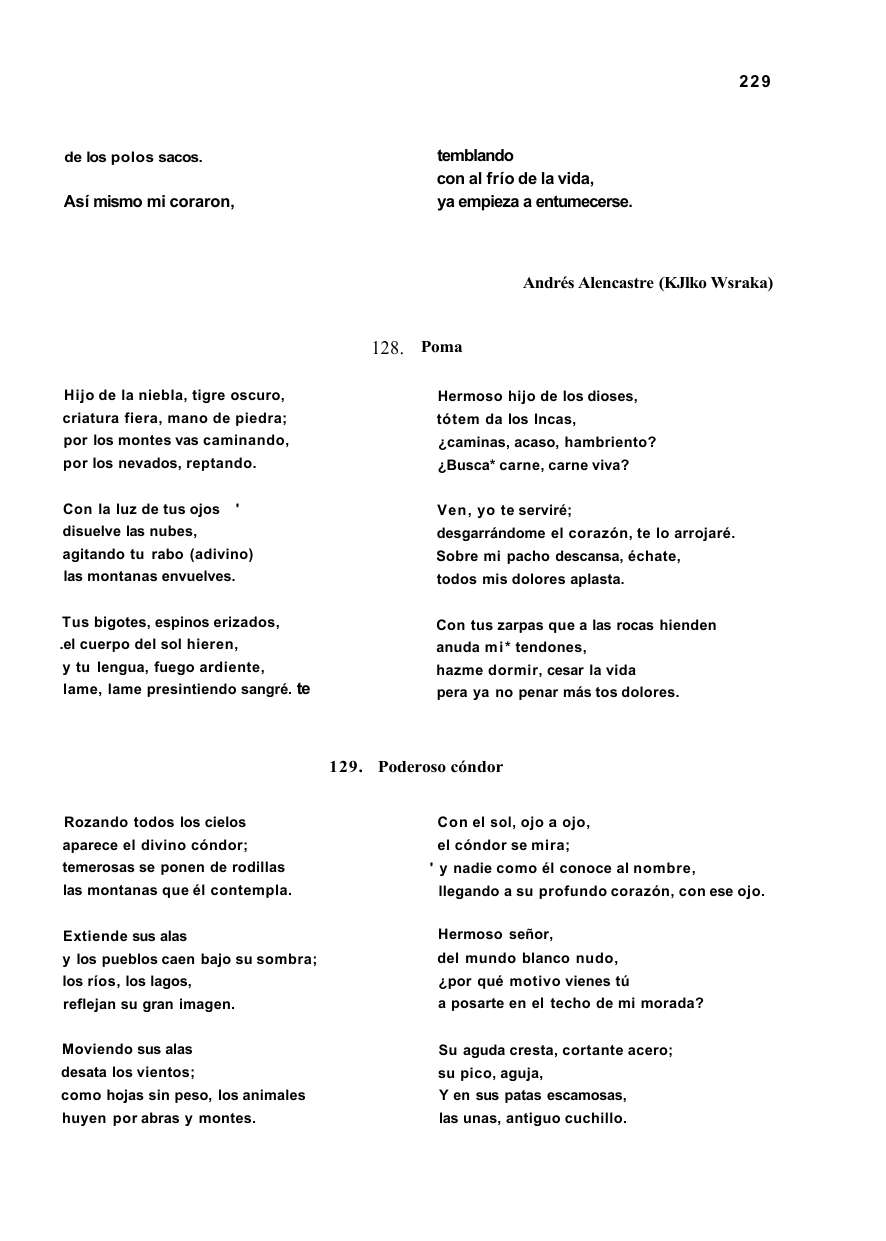 229
de los polos sacos.
Así mismo mi coraron,
temblando
con al frío de la vida,
ya empieza a entumecerse.
Andrés Alencastre (KJlko Wsraka)
128. Poma
Hijo de la niebla, tigre oscuro,
criatura fiera, mano de piedra;
por los montes vas caminando,
por los nevados, reptando.
Con la luz de tus ojos '
disuelve las nubes,
agitando tu rabo (adivino)
las montanas envuelves.
Tus bigotes, espinos erizados,
.el cuerpo del sol hieren,
y tu lengua, fuego ardiente,
lame, lame presintiendo sangré. te
Hermoso hijo de los dioses,
tótem da los Incas,
¿caminas, acaso, hambriento?
¿Busca* carne, carne viva?
Ven, yo te serviré;
desgarrándome el corazón, te lo arrojaré.
Sobre mi pacho descansa, échate,
todos mis dolores aplasta.
Con tus zarpas que a las rocas hienden
anuda mi* tendones,
hazme dormir, cesar la vida
pera ya no penar más tos dolores.
129. Poderoso cóndor
Rozando todos los cielos
aparece el divino cóndor;
temerosas se ponen de rodillas
las montanas que él contempla.
Extiende sus alas
y los pueblos caen bajo su sombra;
los ríos, los lagos,
reflejan su gran imagen.
Moviendo sus alas
desata los vientos;
como hojas sin peso, los animales
huyen por abras y montes.
Con el sol, ojo a ojo,
el cóndor se mira;
' y nadie como él conoce al nombre,
llegando a su profundo corazón, con ese ojo.
Hermoso señor,
del mundo blanco nudo,
¿por qué motivo vienes tú
a posarte en el techo de mi morada?
Su aguda cresta, cortante acero;
su pico, aguja,
Y en sus patas escamosas,
las unas, antiguo cuchillo.